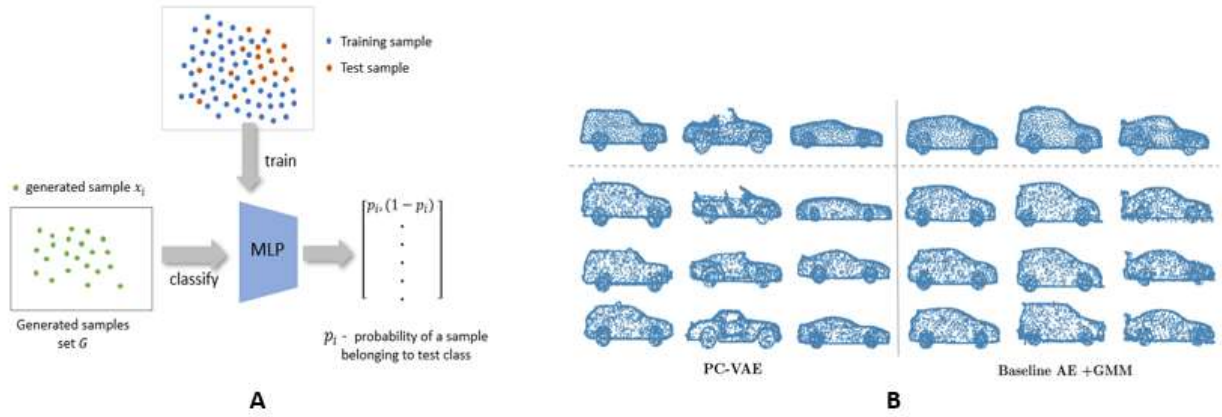 Training sample
Test sample
train
generated sample x_i
MLP
classify
p_i, (1 − p_i)
Generated samples
set G
p_i - probability of a sample
belonging to test class
A
PC-VAE
Baseline AE +GMM
B